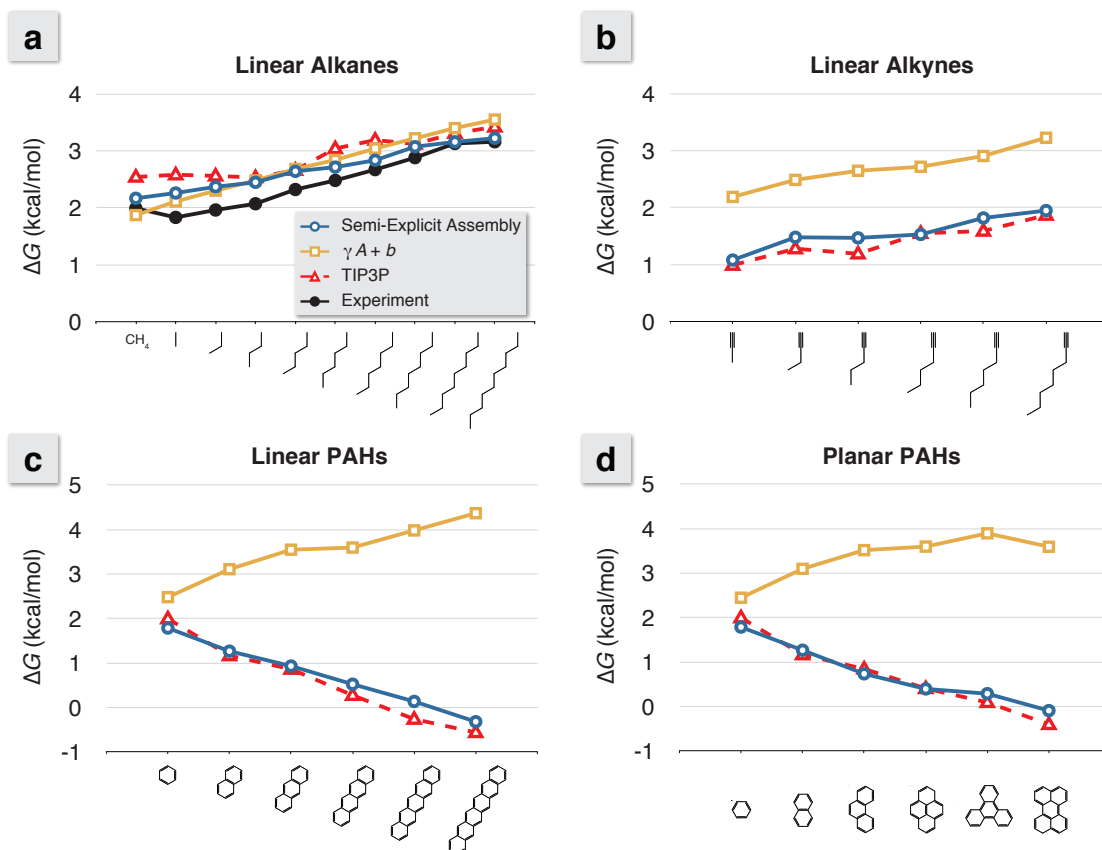 a
Linear Alkanes
4
3
2
1
0
ΔG (kcal/mol)
Semi-Explicit Assembly
γ A + b
TIP3P
Experiment
CH₄
b
Linear Alkynes
4
3
2
1
0
ΔG (kcal/mol)
c
Linear PAHs
5
4
3
2
1
0
-1
ΔG (kcal/mol)
d
Planar PAHs
5
4
3
2
1
0
-1
ΔG (kcal/mol)